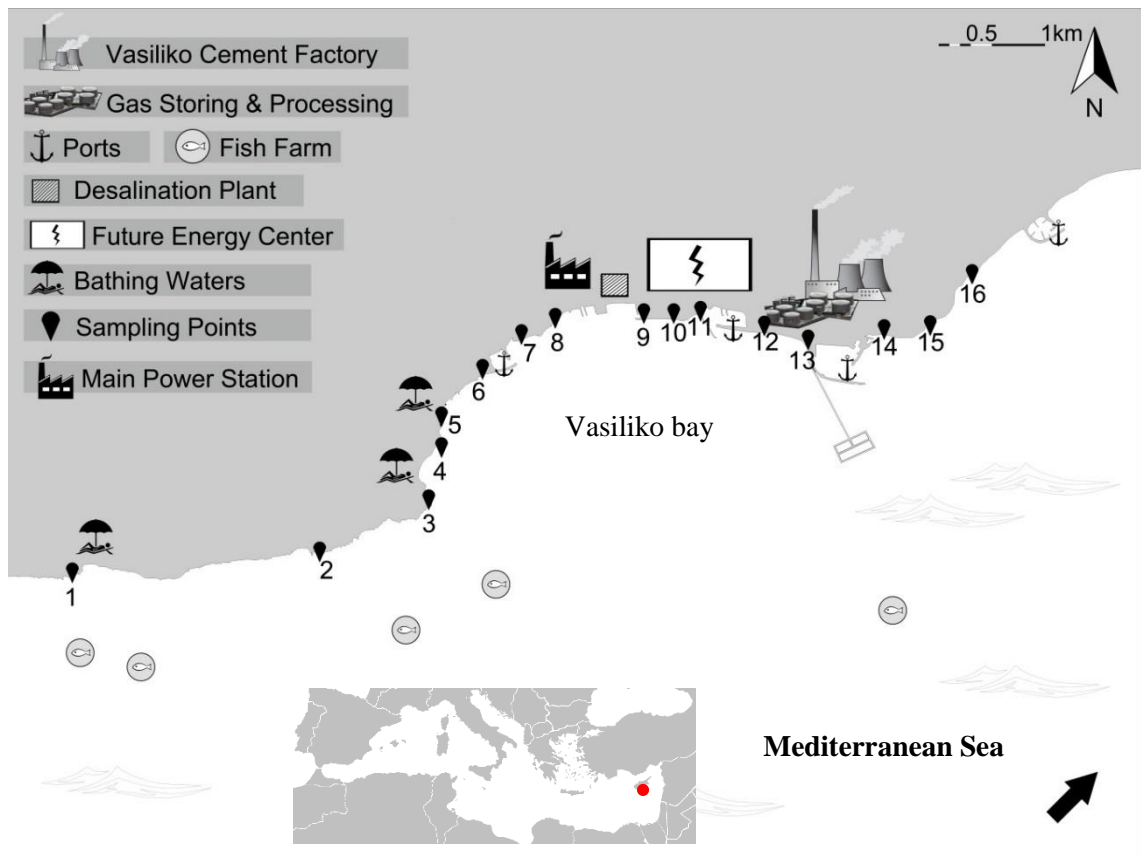 Vasiliko Cement Factory
Gas Storing & Processing
Ports
Fish Farm
Desalination Plant
Future Energy Center
Bathing Waters
Sampling Points
Main Power Station
0.5 1km
N
1
2
3
4
5
6
7
8
9
10
11
12
13
14
15
16
Vasiliko bay
Mediterranean Sea